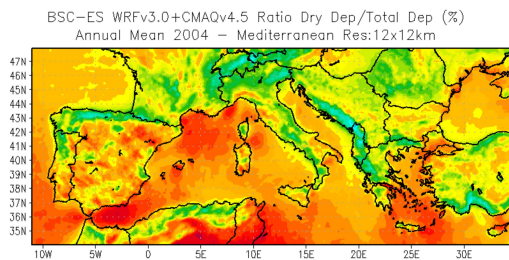 BSC-ES WRFv3.0+CMAQv4.5 Ratio Dry Dep/Total Dep (%)
Annual Mean 2004 – Mediterranean Res:12x12km
47N
46N
45N
44N
43N
42N
41N
40N
39N
38N
37N
36N
35N
10W 5W 0 5E 10E 15E 20E 25E 30E